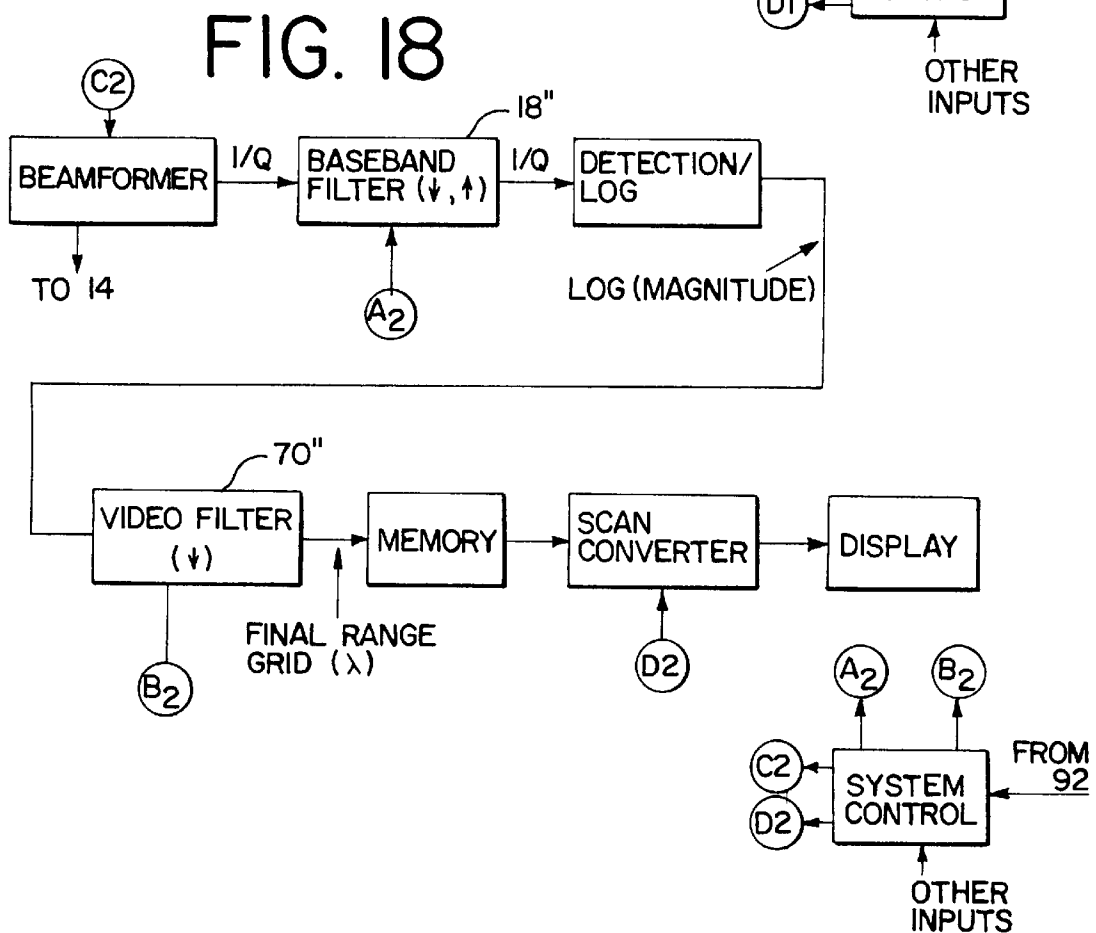 D1
OTHER
INPUTS
FIG. 18
C2
18"
BEAMFORMER
I/Q
BASEBAND
FILTER (↓,↑)
I/Q
DETECTION/
LOG
TO 14
A2
LOG (MAGNITUDE)
70"
VIDEO FILTER
(↓)
MEMORY
SCAN
CONVERTER
DISPLAY
FINAL RANGE
GRID (λ)
B2
D2
A2
B2
C2
D2
SYSTEM
CONTROL
FROM
92
OTHER
INPUTS